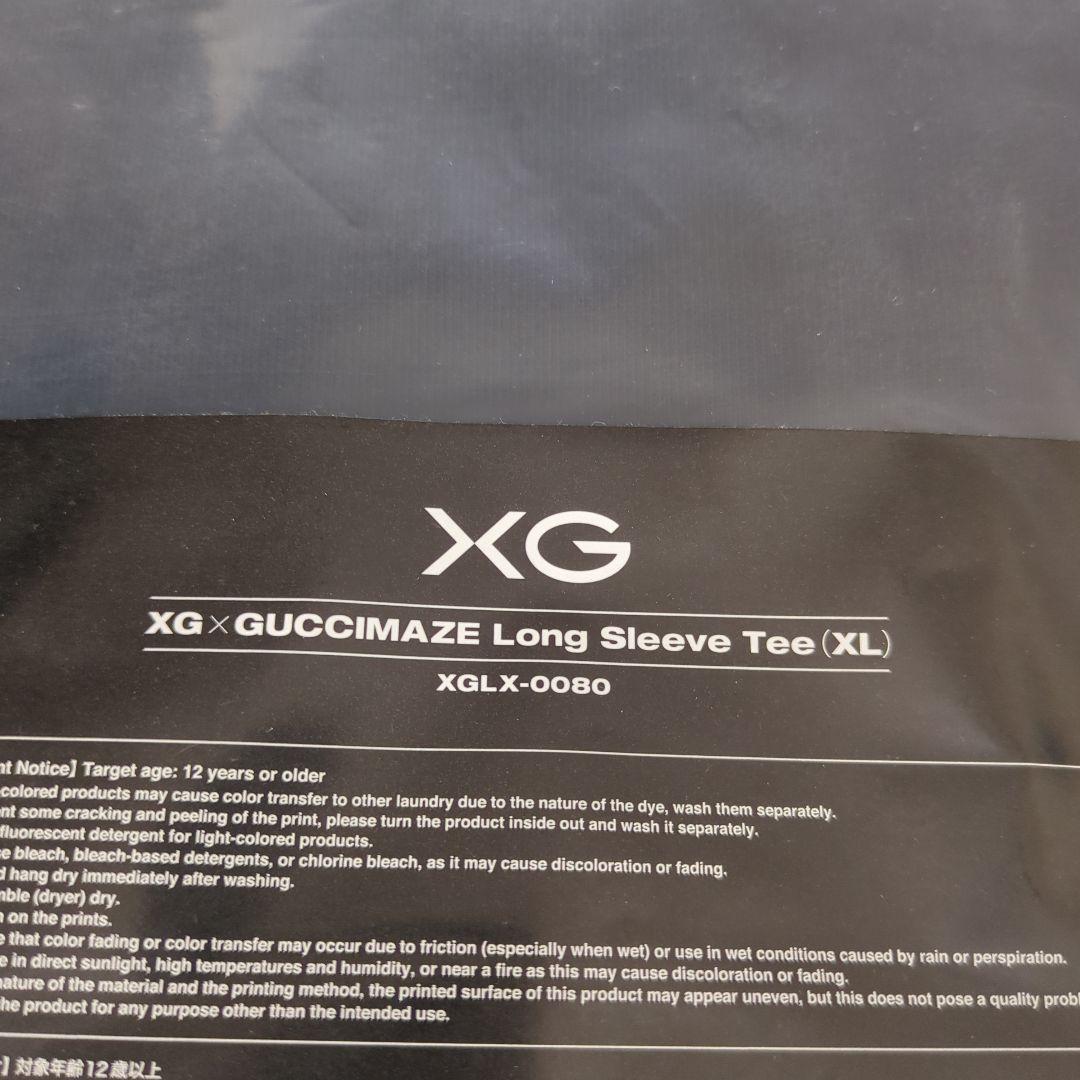 XG
XG×GUCCIMAZE Long Sleeve Tee(XL)
XGLX-0080
Notice】Target age: 12 years or older
colored products may cause color transfer to other laundry due to the nature of the dye, wash them separately.
some cracking and peeling of the print, please turn the product inside out and wash it separately.
fluorescent detergent for light-colored products.
bleach, bleach-based detergents, or chlorine bleach, as it may cause discoloration or fading.
hang dry immediately after washing.
(dryer) dry.
on the prints.
that color fading or color transfer may occur due to friction (especially when wet) or use in wet conditions caused by rain or perspiration.
in direct sunlight, high temperatures and humidity, or near a fire as this may cause discoloration or fading.
nature of the material and the printing method, the printed surface of this product may appear uneven, but this does not pose a quality
the product for any purpose other than the intended use.
】対象年齢12歳以上